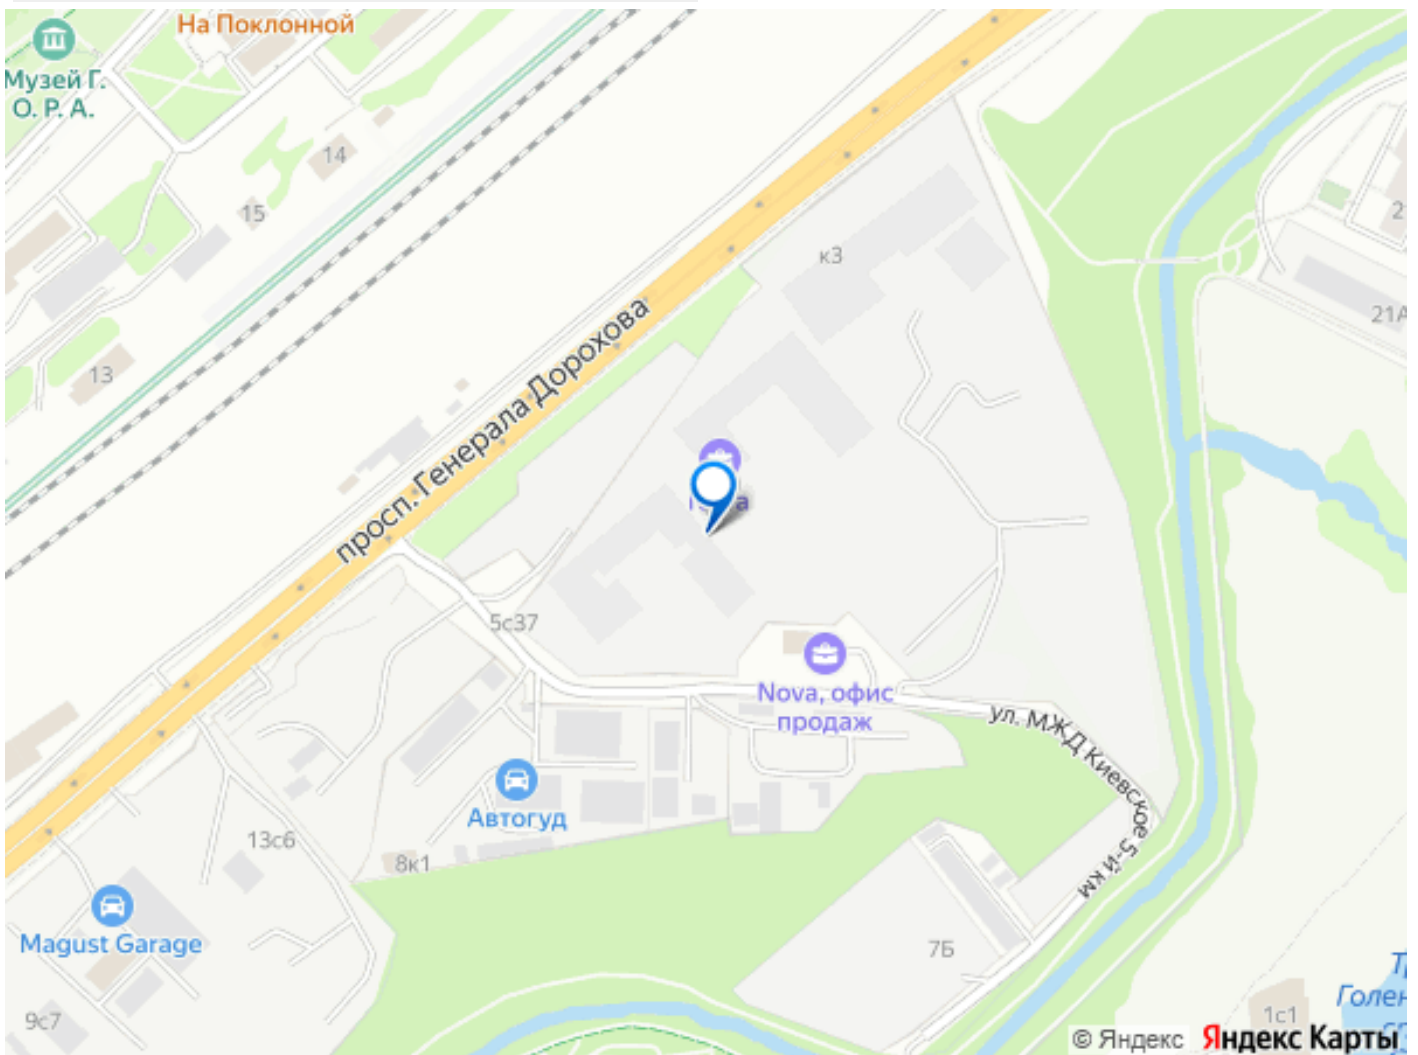 На Поклонной
Музей Г.
О. Р. А.
14
15
13
к3
21А
просп. Генерала Дорохова
5с37
Nova, офис
продаж
ул. МЖД Киевское 5-й км
Автогуд
13с6
8к1
Magust Garage
7Б
9с7
1с1
© Яндекс Яндекс Карты